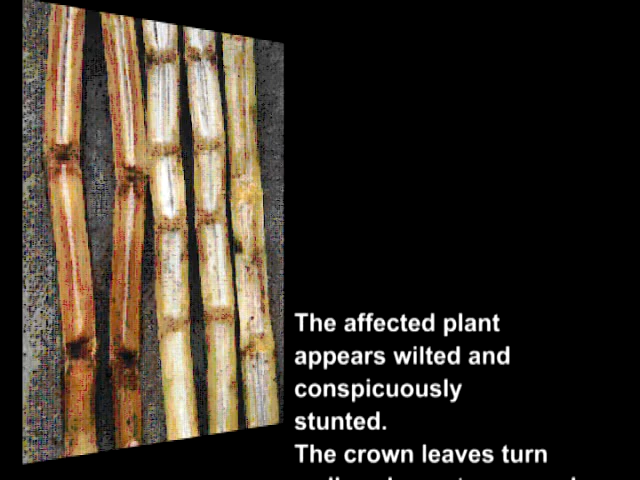 The affected plant
appears wilted and
conspicuously
stunted.
The crown leaves turn